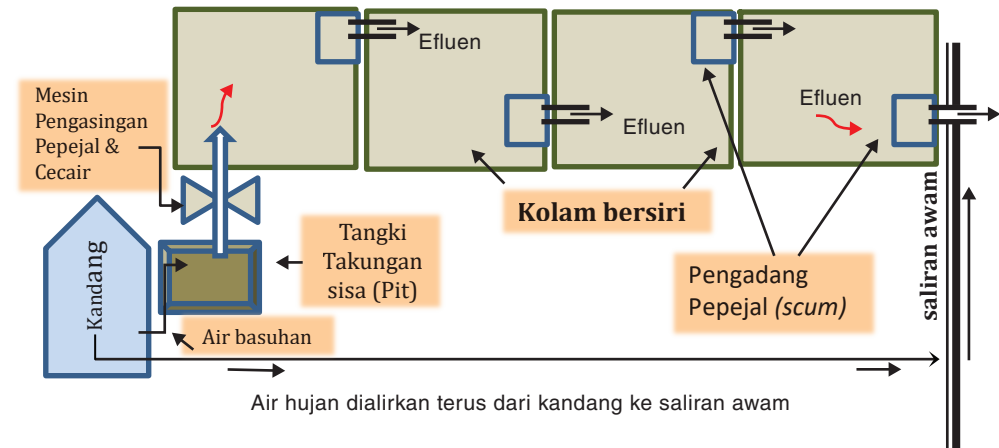 Efluen
Efluen
Efluen
Mesin
Pengasingan
Pepejal &
Cecair
Kolam bersiri
Tangki
Takungan
sisa (Pit)
Pengadang
Pepejal (scum)
Kandang
Air basuhan
saliran awam
Air hujan dialirkan terus dari kandang ke saliran awam